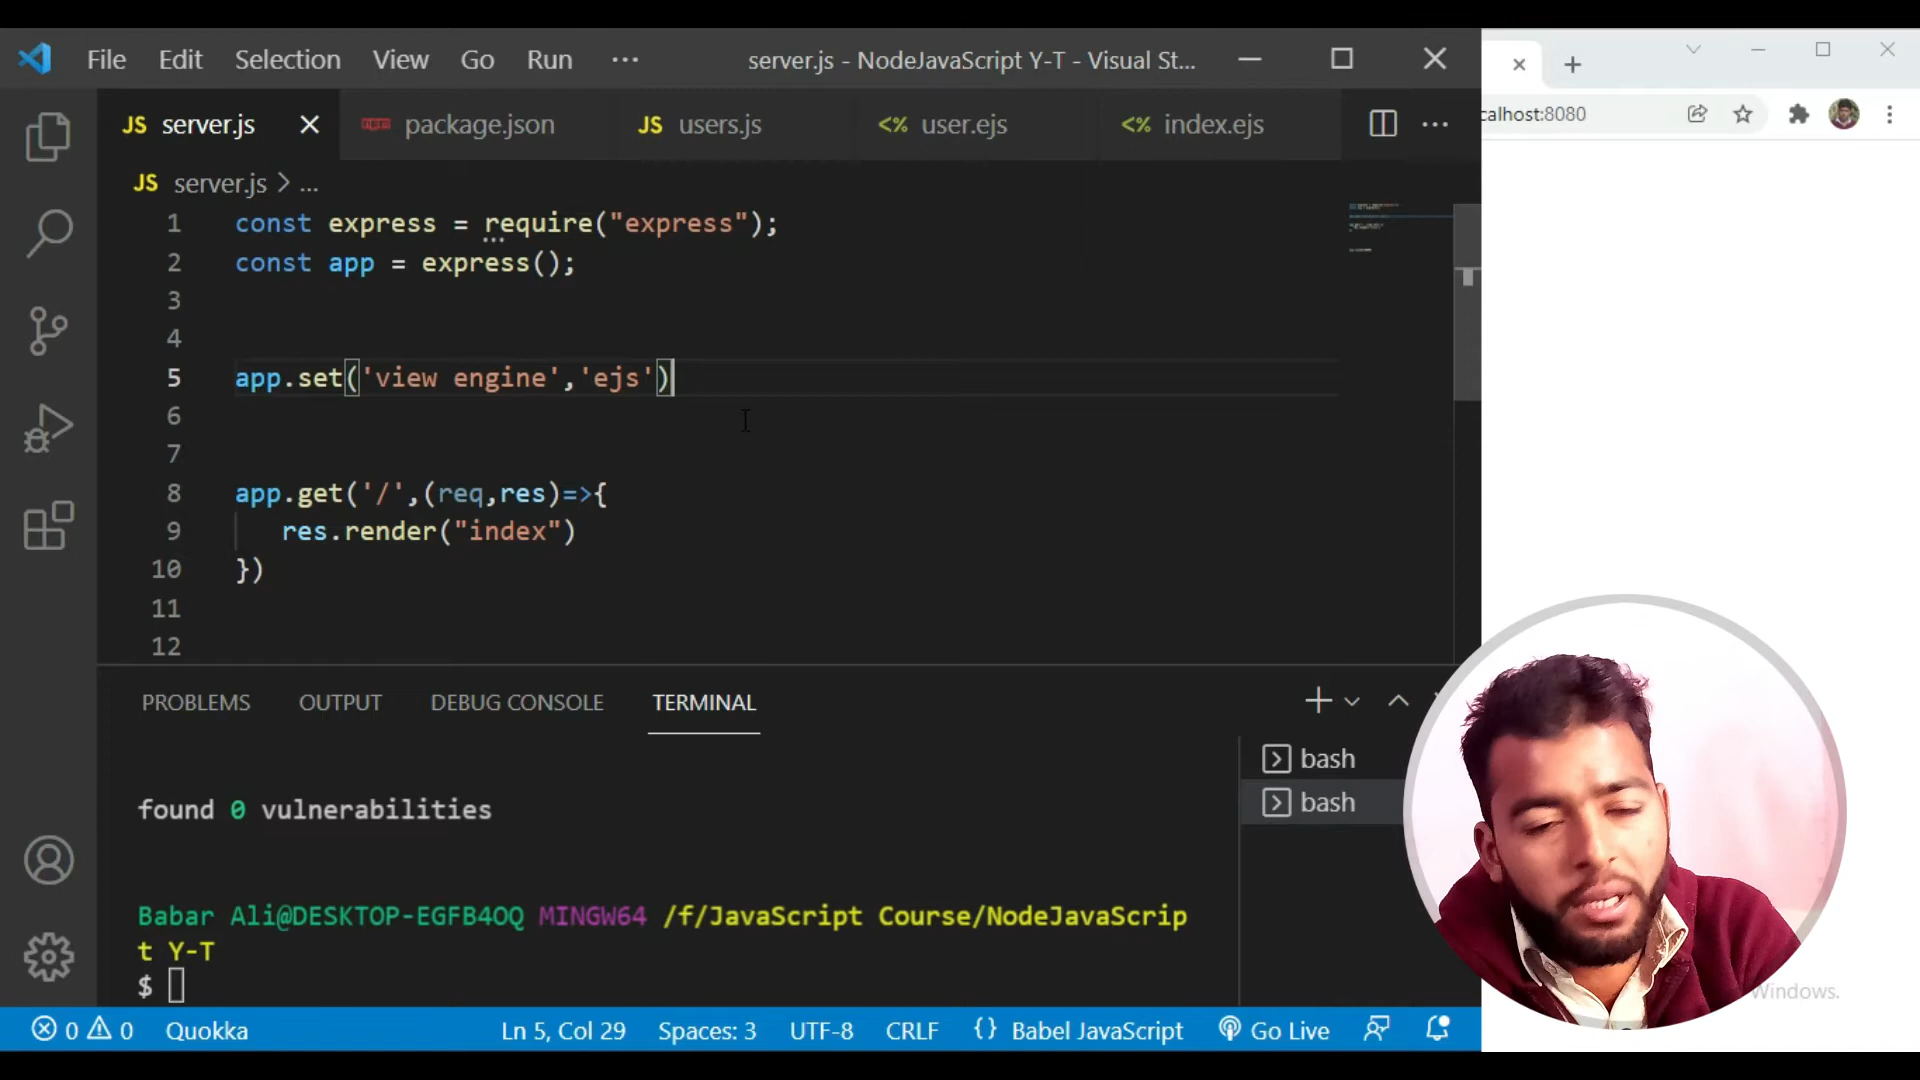 File Edit Selection View Go Run ··· server.js - NodeJavaScript Y-T - Visual St...
JS server.js package.json JS users.js <% user.ejs <% index.ejs
calhost:8080
JS server.js > ...
1 const express = require("express");
2 const app = express();
3
4
5 app.set('view engine','ejs')
6
7
8 app.get('/',(req,res)=>{
9 res.render("index")
10 })
11
12
PROBLEMS OUTPUT DEBUG CONSOLE TERMINAL
found 0 vulnerabilities
Babar Ali@DESKTOP-EGFB4OQ MINGW64 /f/JavaScript Course/NodeJavaScrip
t Y-T
$
bash
bash
Windows.
0 0 Quokka Ln 5, Col 29 Spaces: 3 UTF-8 CRLF {} Babel JavaScript Go Live